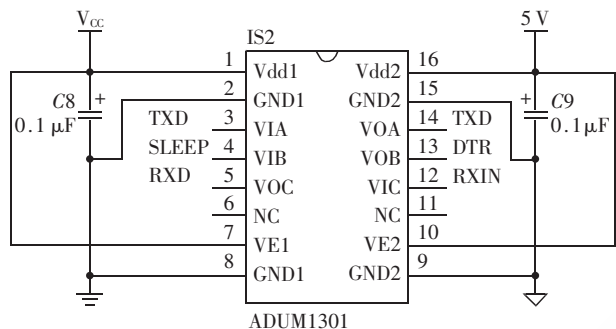 V_CC 5 V
IS2
1 Vdd1 Vdd2 16
2 GND1 GND2 15
C8 + + C9
0.1 μF 0.1 μF
TXD 3 VIA VOA 14 TXD
SLEEP 4 VIB VOB 13 DTR
RXD 5 VOC VIC 12 RXIN
6 NC NC 11
7 VE1 VE2 10
8 GND1 GND2 9
ADUM1301